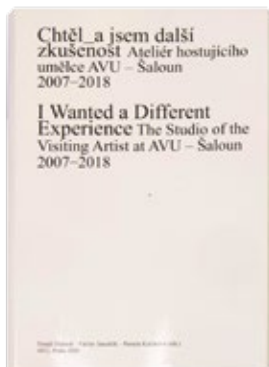 Chtěl_a jsem další
zkušenost Ateliér hostujícího
umělce AVU – Šaloun
2007–2018
I Wanted a Different
Experience The Studio of the
Visiting Artist at AVU – Šaloun
2007–2018